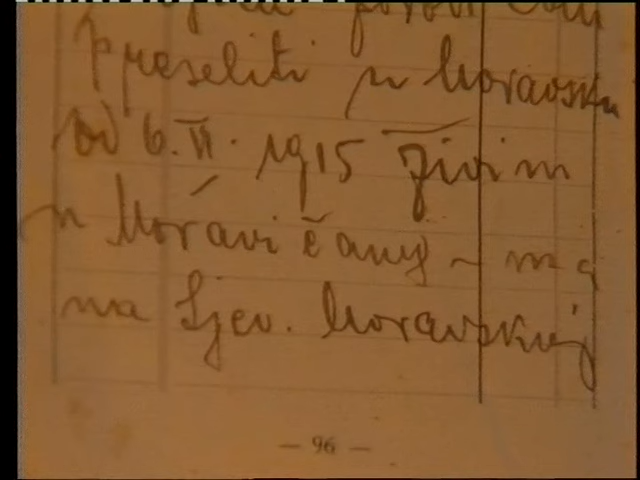 preseliti u Moravsku
od 6. VI. 1915 živim
u Moravičany – 
na Sjev. Moravskoj
— 96 —